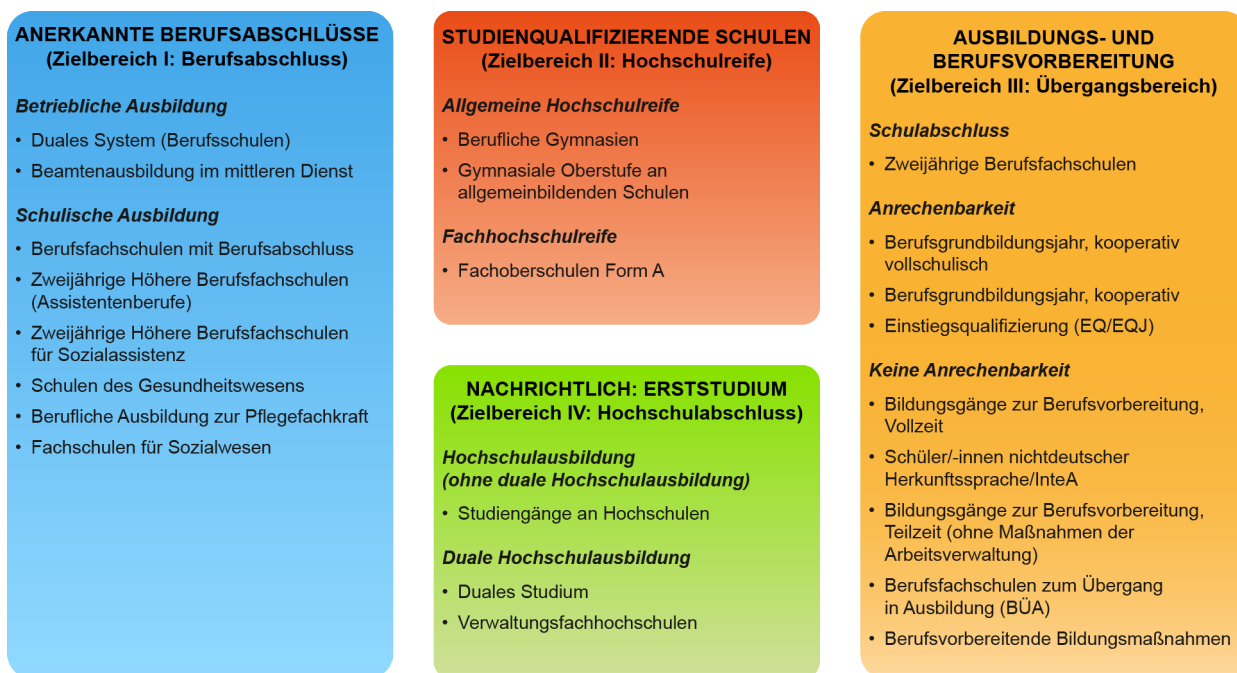 ANERKANNTE BERUFSABSCHLÜSSE
(Zielbereich I: Berufsabschluss)
Betriebliche Ausbildung
• Duales System (Berufsschulen)
• Beamtenausbildung im mittleren Dienst
Schulische Ausbildung
• Berufsfachschulen mit Berufsabschluss
• Zweijährige Höhere Berufsfachschulen
(Assistentenberufe)
• Zweijährige Höhere Berufsfachschulen
für Sozialassistenz
• Schulen des Gesundheitswesens
• Berufliche Ausbildung zur Pflegefachkraft
• Fachschulen für Sozialwesen
STUDIENQUALIFIZIERENDE SCHULEN
(Zielbereich II: Hochschulreife)
Allgemeine Hochschulreife
• Berufliche Gymnasien
• Gymnasiale Oberstufe an
allgemeinbildenden Schulen
Fachhochschulreife
• Fachoberschulen Form A
NACHRICHTLICH: ERSTSTUDIUM
(Zielbereich IV: Hochschulabschluss)
Hochschulausbildung
(ohne duale Hochschulausbildung)
• Studiengänge an Hochschulen
Duale Hochschulausbildung
• Duales Studium
• Verwaltungsfachhochschulen
AUSBILDUNGS- UND
BERUFSVORBEREITUNG
(Zielbereich III: Übergangsbereich)
Schulabschluss
• Zweijährige Berufsfachschulen
Anrechenbarkeit
• Berufsgrundbildungsjahr, kooperativ
vollschulisch
• Berufsgrundbildungsjahr, kooperativ
• Einstiegsqualifizierung (EQ/EQJ)
Keine Anrechenbarkeit
• Bildungsgänge zur Berufsvorbereitung,
Vollzeit
• Schüler/-innen nichtdeutscher
Herkunftssprache/InteA
• Bildungsgänge zur Berufsvorbereitung,
Teilzeit (ohne Maßnahmen der
Arbeitsverwaltung)
• Berufsfachschulen zum Übergang
in Ausbildung (BÜA)
• Berufsvorbereitende Bildungsmaßnahmen